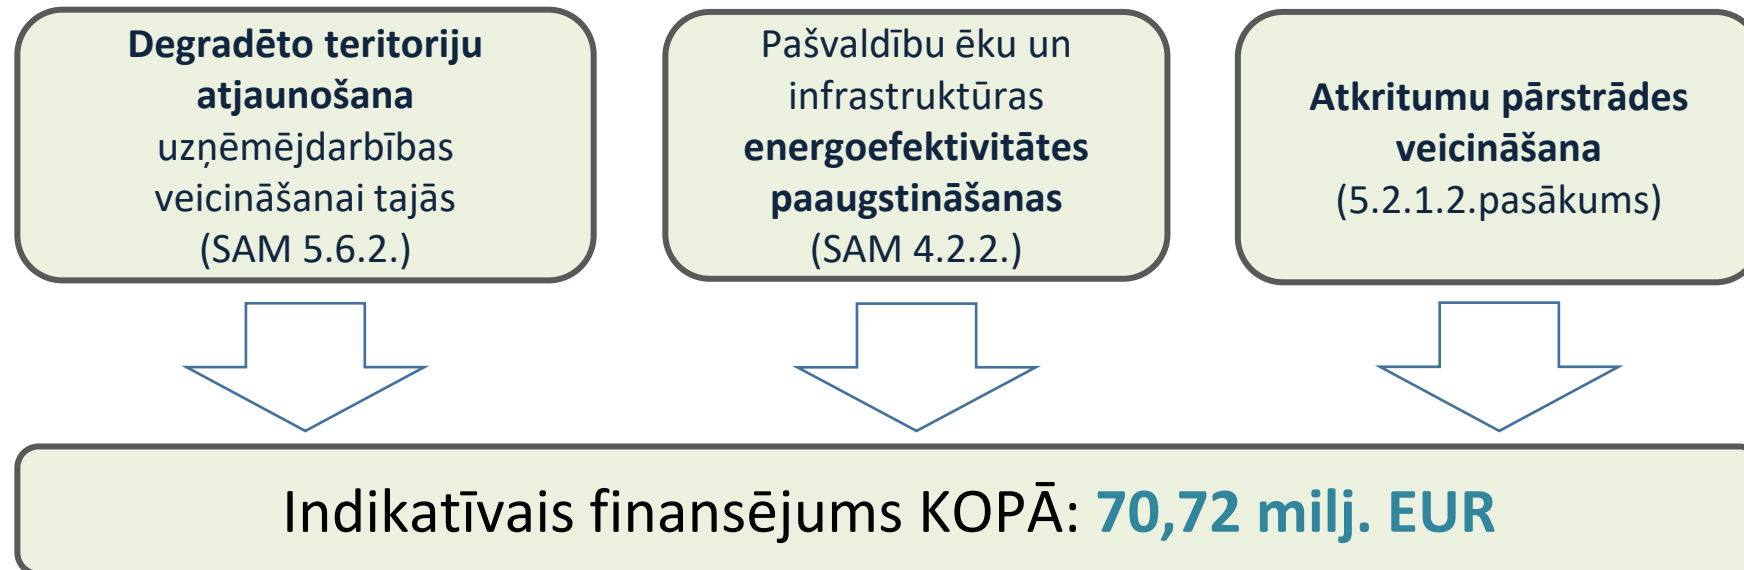 Degradēto teritoriju
atjaunošana
uzņēmējdarbības
veicināšanai tajās
(SAM 5.6.2.)
Pašvaldību ēku un
infrastruktūras
energoefektivitātes
paaugstināšanas
(SAM 4.2.2.)
Atkritumu pārstrādes
veicināšana
(5.2.1.2.pasākums)
Indikatīvais finansējums KOPĀ: 70,72 milj. EUR